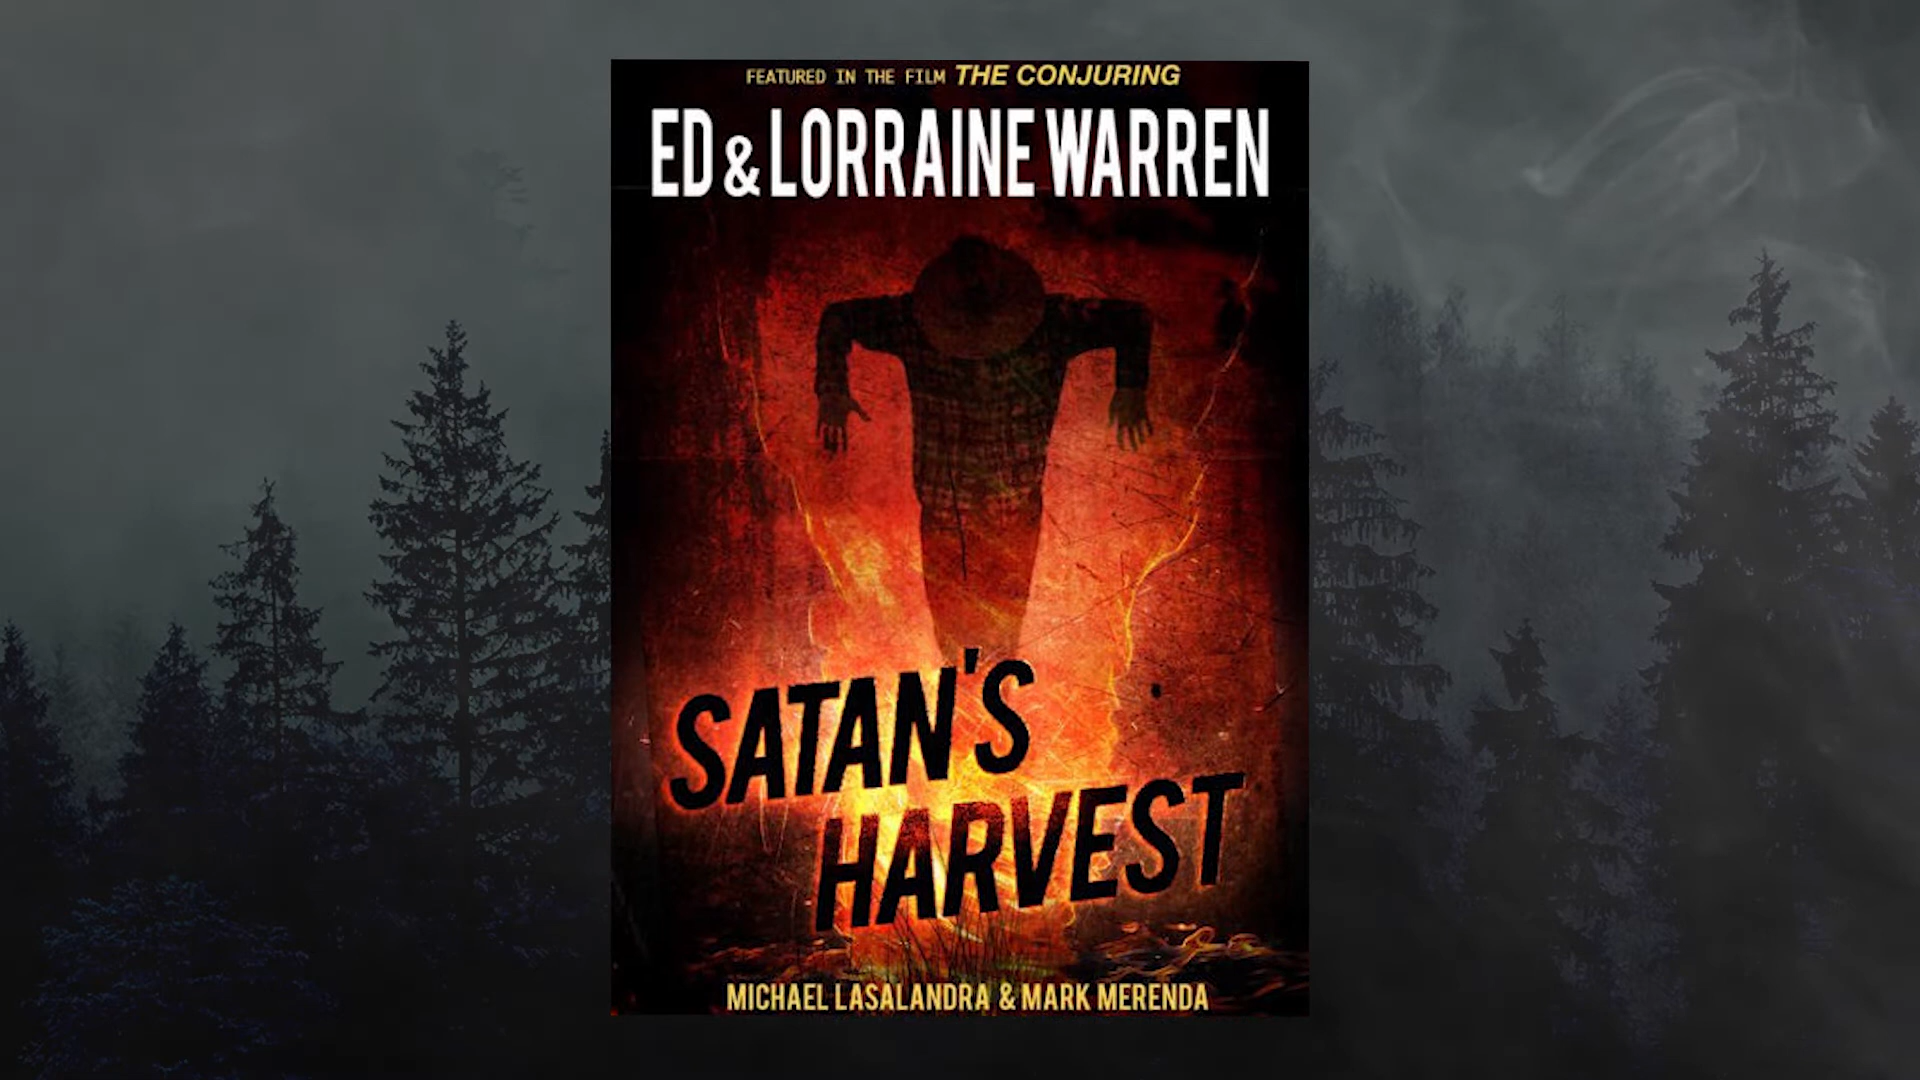 FEATURED IN THE FILM THE CONJURING
ED & LORRAINE WARREN
SATAN'S
HARVEST
MICHAEL LASALANDRA & MARK MERENDA